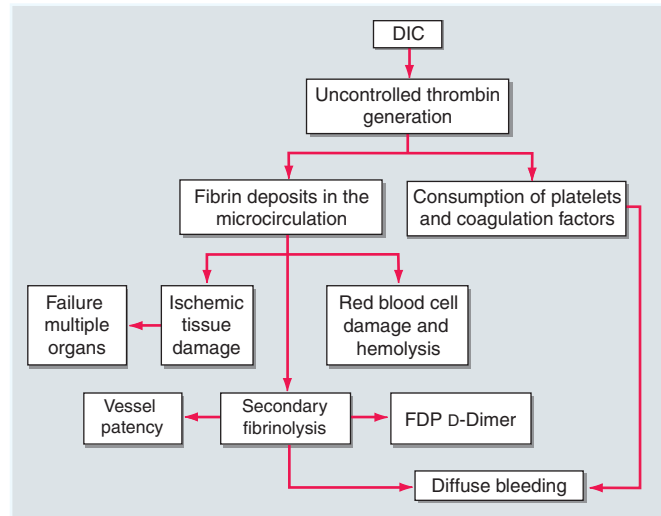 DIC
Uncontrolled thrombin
generation
Fibrin deposits in the
microcirculation
Consumption of platelets
and coagulation factors
Failure
multiple
organs
Ischemic
tissue
damage
Red blood cell
damage and
hemolysis
Vessel
patency
Secondary
fibrinolysis
FDP D-Dimer
Diffuse bleeding